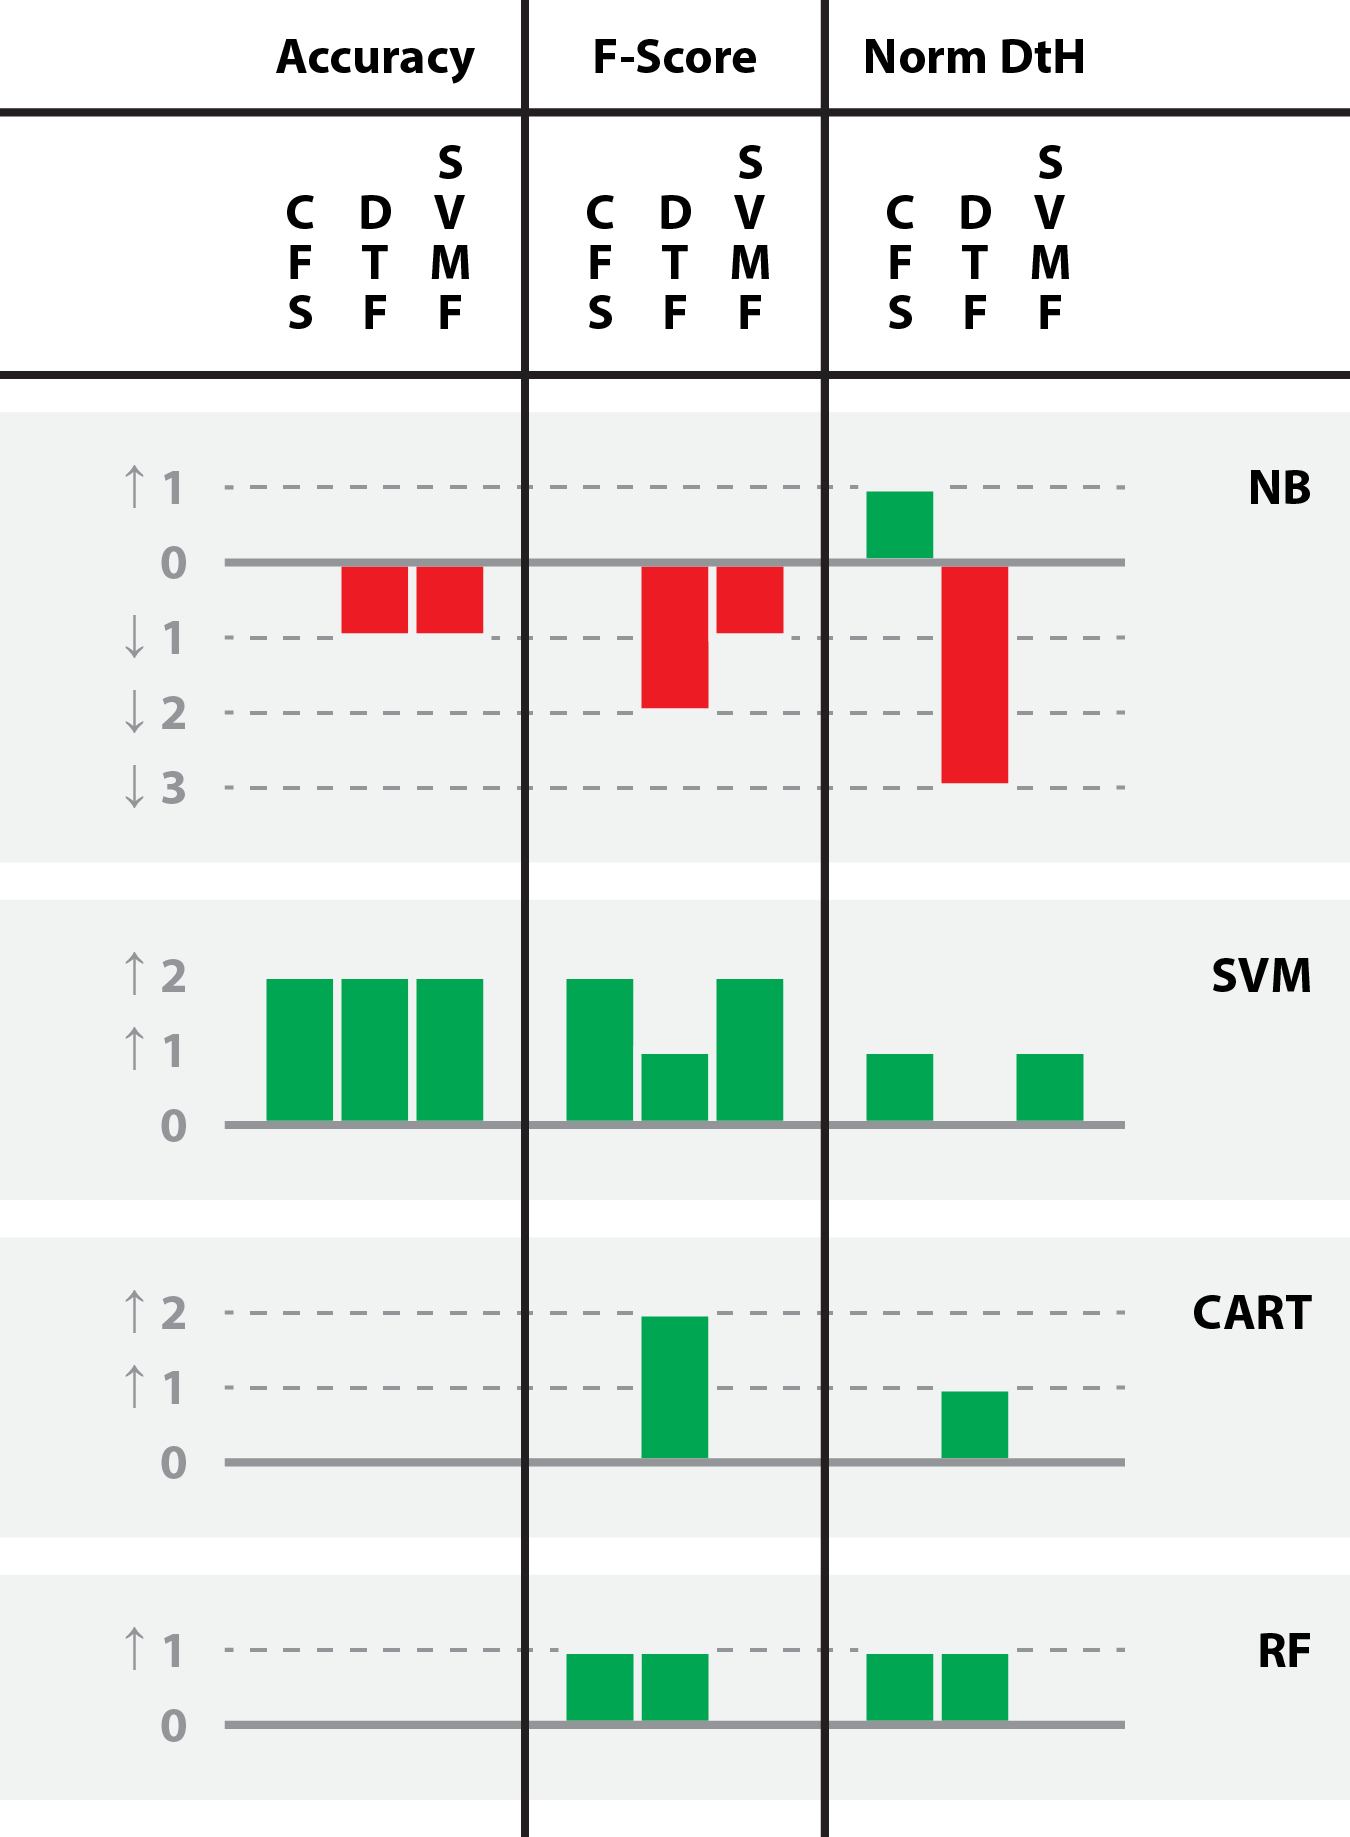 Accuracy F-Score Norm DtH
CFS DTF SVMF CFS DTF SVMF CFS DTF SVMF
↑ 1 NB
0
↓ 1
↓ 2
↓ 3
↑ 2 SVM
↑ 1
0
↑ 2 CART
↑ 1
0
↑ 1 RF
0